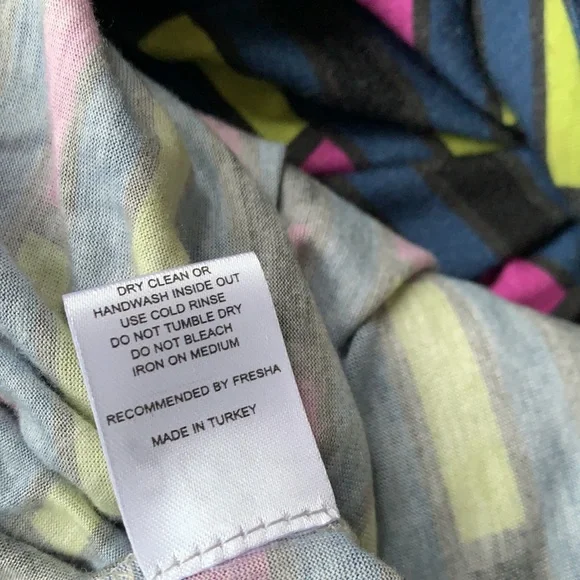 DRY CLEAN OR
HANDWASH INSIDE OUT
USE COLD RINSE
DO NOT TUMBLE DRY
DO NOT BLEACH
IRON ON MEDIUM
RECOMMENDED BY FRESHA
MADE IN TURKEY